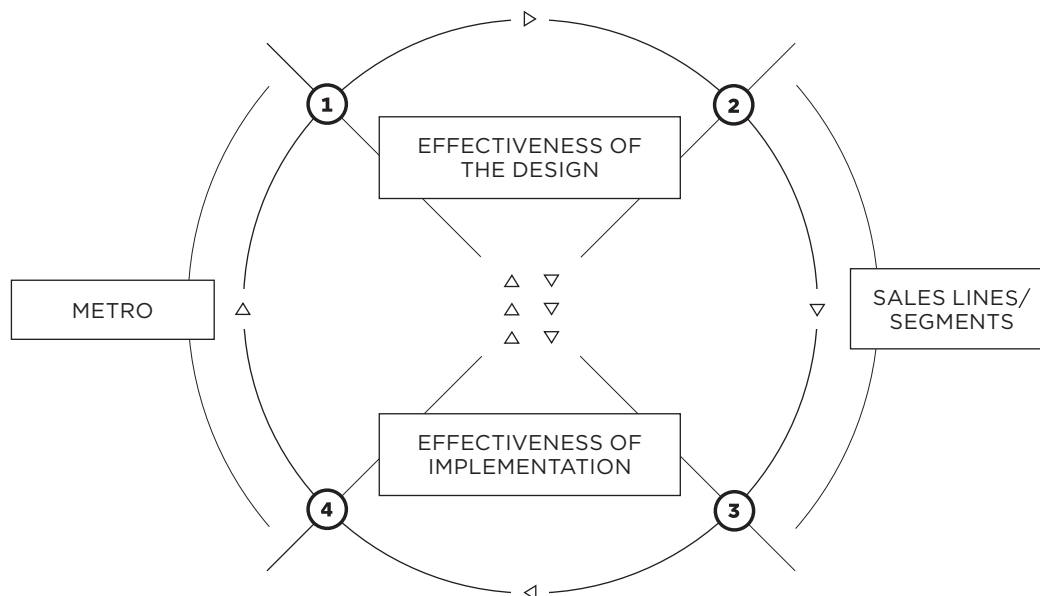 1
2
EFFECTIVENESS OF
THE DESIGN
METRO
SALES LINES/
SEGMENTS
EFFECTIVENESS OF
IMPLEMENTATION
4
3